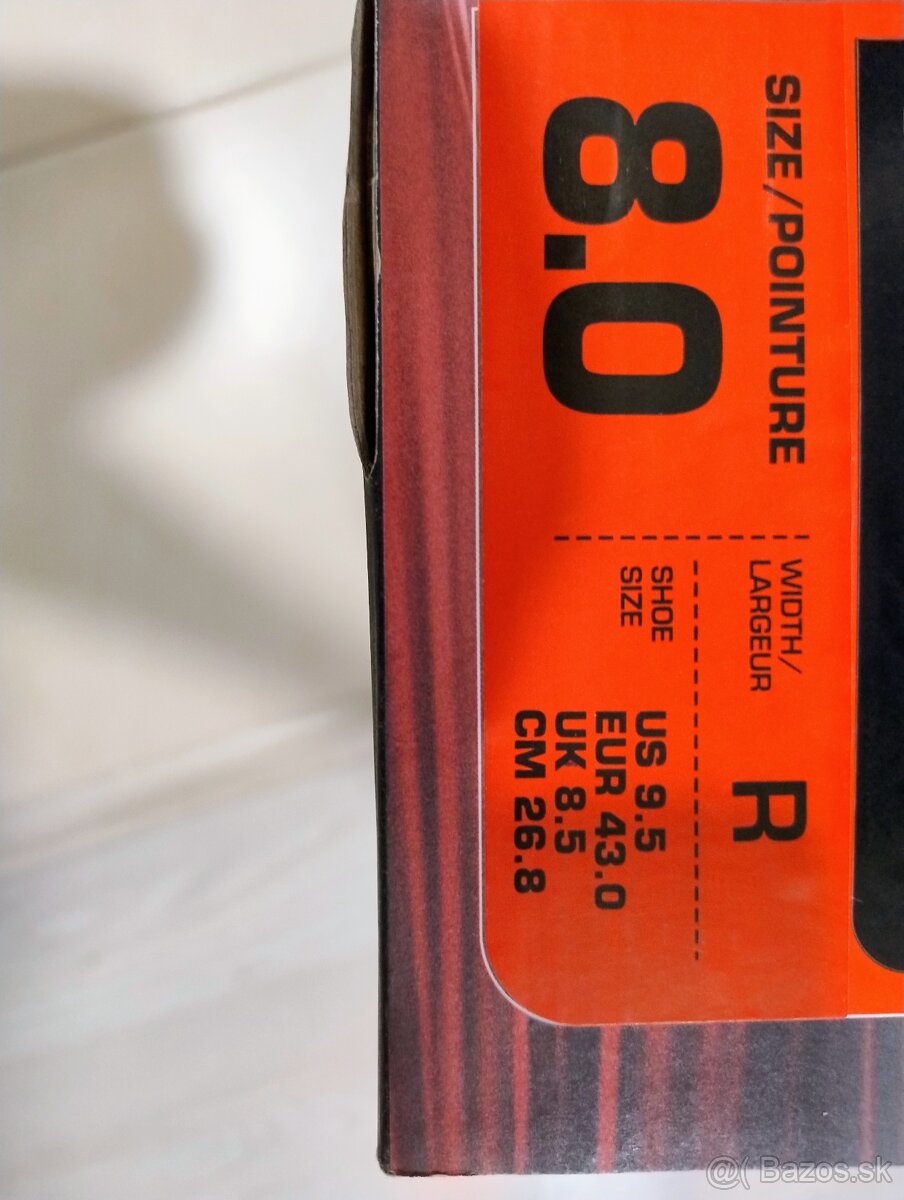 SIZE/POINTURE
8.0
WIDTH/
LARGEUR
R
SHOE
SIZE
US 9.5
EUR 43.0
UK 8.5
CM 26.8
@( Bazos.sk